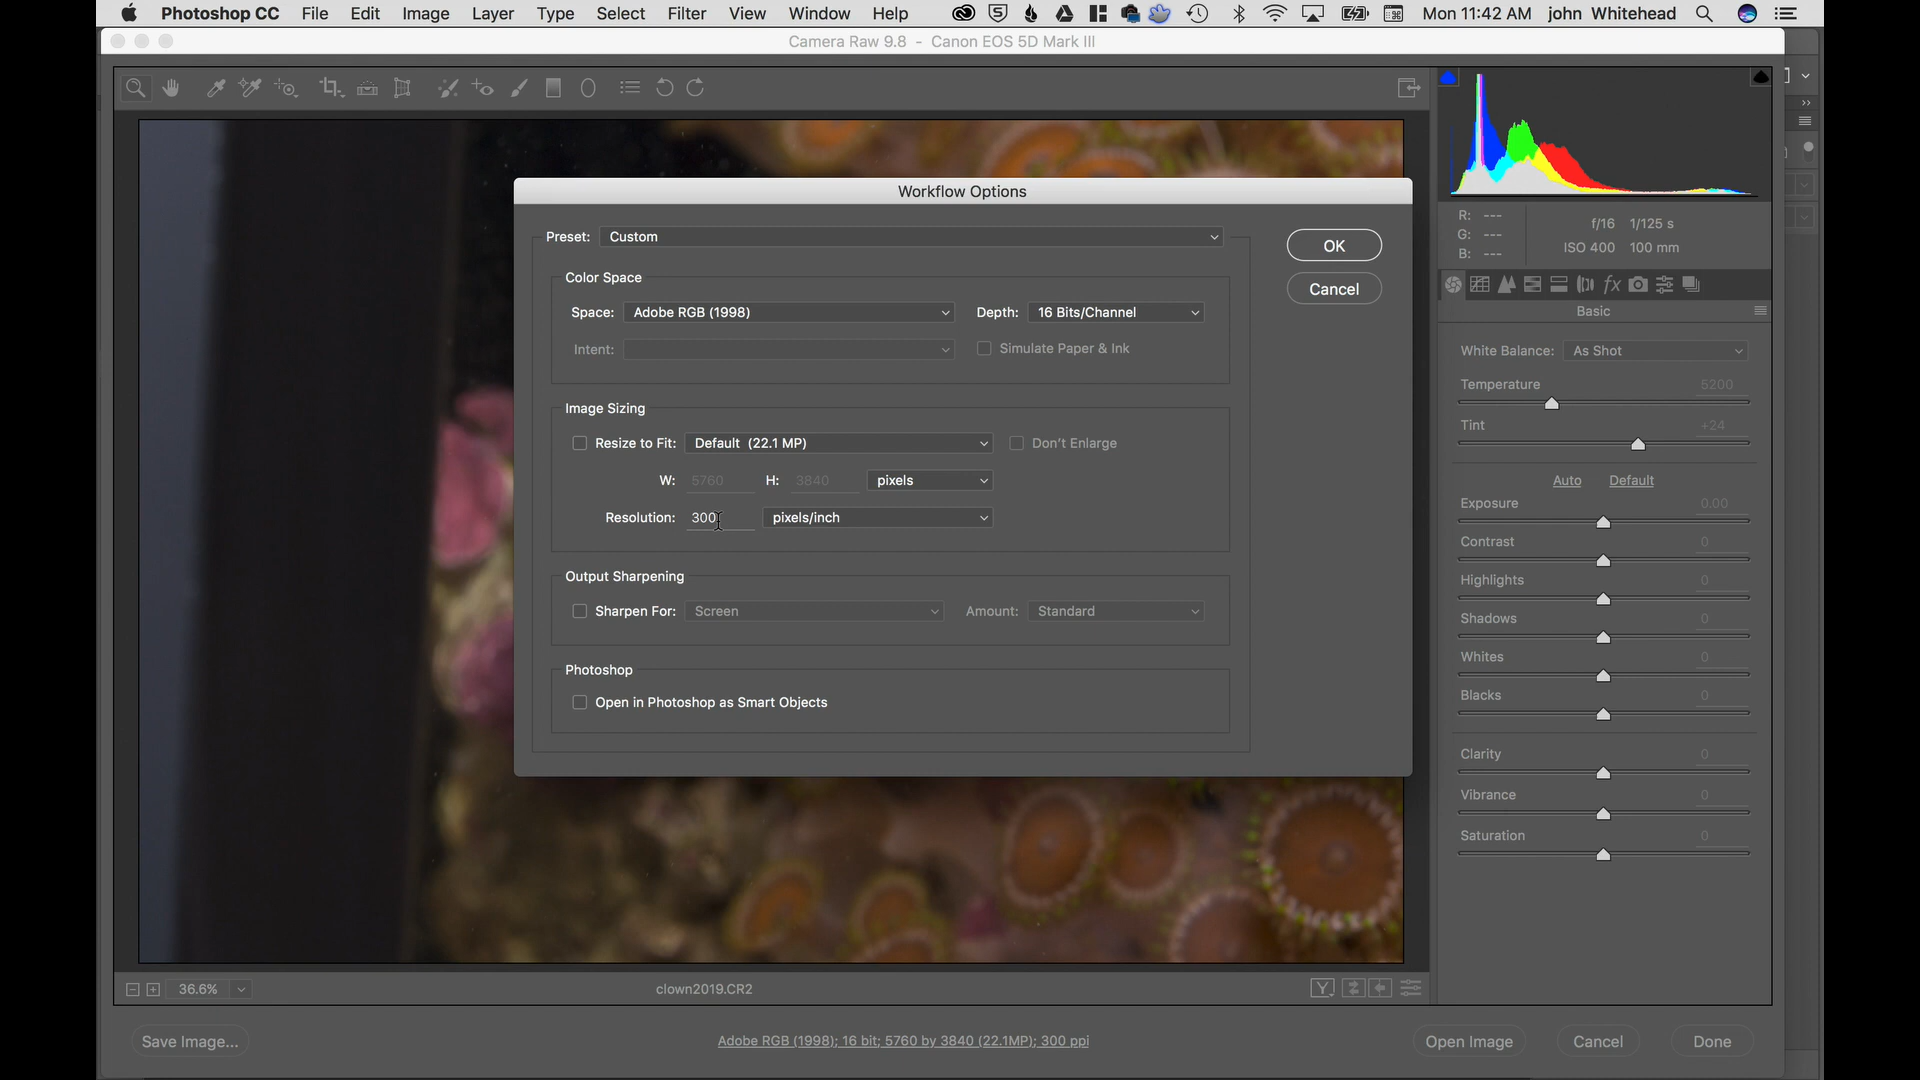 Photoshop CC File Edit Image Layer Type Select Filter View Window Help Mon 11:42 AM john Whitehead
Camera Raw 9.8 - Canon EOS 5D Mark III
Workflow Options
Preset: Custom
OK
Color Space
Cancel
Space: Adobe RGB (1998) Depth: 16 Bits/Channel
Intent: Simulate Paper & Ink
Image Sizing
Resize to Fit: Default (22.1 MP) Don't Enlarge
W: 5760 H: 3840 pixels
Resolution: 300 pixels/inch
Output Sharpening
Sharpen For: Screen Amount: Standard
Photoshop
Open in Photoshop as Smart Objects
R: --- f/16 1/125 s
G: ---
B: --- ISO 400 100 mm
fx
Basic
White Balance: As Shot
Temperature 5200
Tint +24
Auto Default
Exposure 0.00
Contrast 0
Highlights 0
Shadows 0
Whites 0
Blacks 0
Clarity 0
Vibrance 0
Saturation 0
36.6% clown2019.CR2 Y
Save Image... Adobe RGB (1998); 16 bit; 5760 by 3840 (22.1MP); 300 ppi Open Image Cancel Done